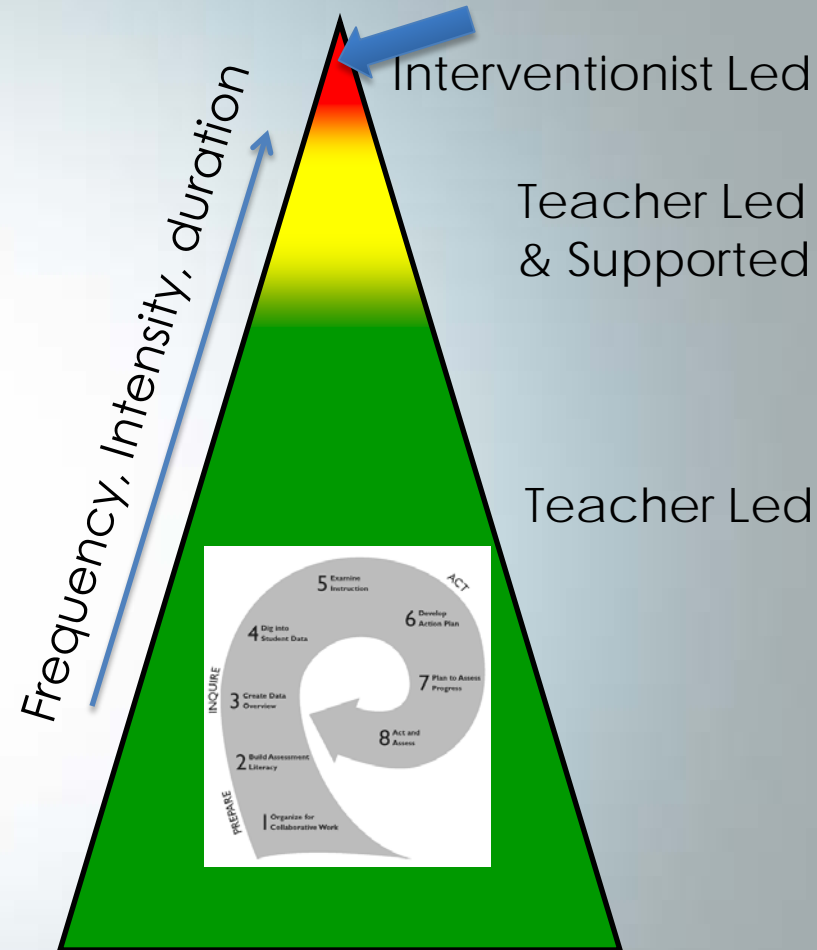 Interventionist Led
Teacher Led
& Supported
Teacher Led
Frequency, Intensity, duration
PREPARE
1 Organize for
Collaborative Work
2 Build Assessment
Literacy
INQUIRE
3 Create Data
Overview
4 Dig into
Student Data
5 Examine
Instruction
ACT
6 Develop
Action Plan
7 Plan to Assess
Progress
8 Act and
Assess